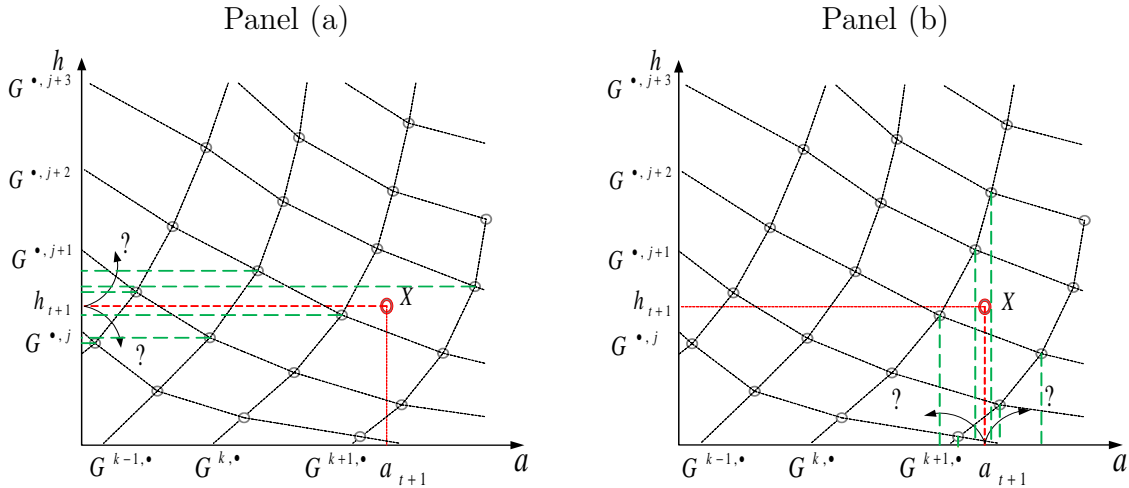 Panel (a)
h
G •, j+3
G •, j+2
G •, j+1
h t+1
G •, j
?
?
X
G k−1,•
G k,•
G k+1,•
a t+1
a
Panel (b)
h
G •, j+3
G •, j+2
G •, j+1
h t+1
G •, j
X
?
?
G k−1,•
G k,•
G k+1,•
a t+1
a